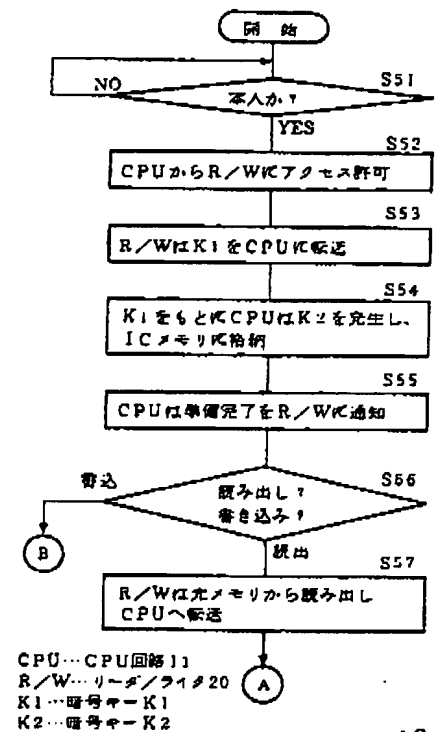 開 始
S51
NO
本人か？
YES
S52
CPUからR／Wにアクセス許可
S53
R／WはK1をCPUに転送
S54
K1をもとにCPUはK2を発生し、
ICメモリに格納
S55
CPUは準備完了をR／Wに通知
S56
書込
読み出し？
書き込み？
B
読出
S57
R／Wは光メモリから読み出し
CPUへ転送
A
CPU…CPU回路11
R／W…リーダ／ライタ20
K1…暗号キーK1
K2…暗号キーK2